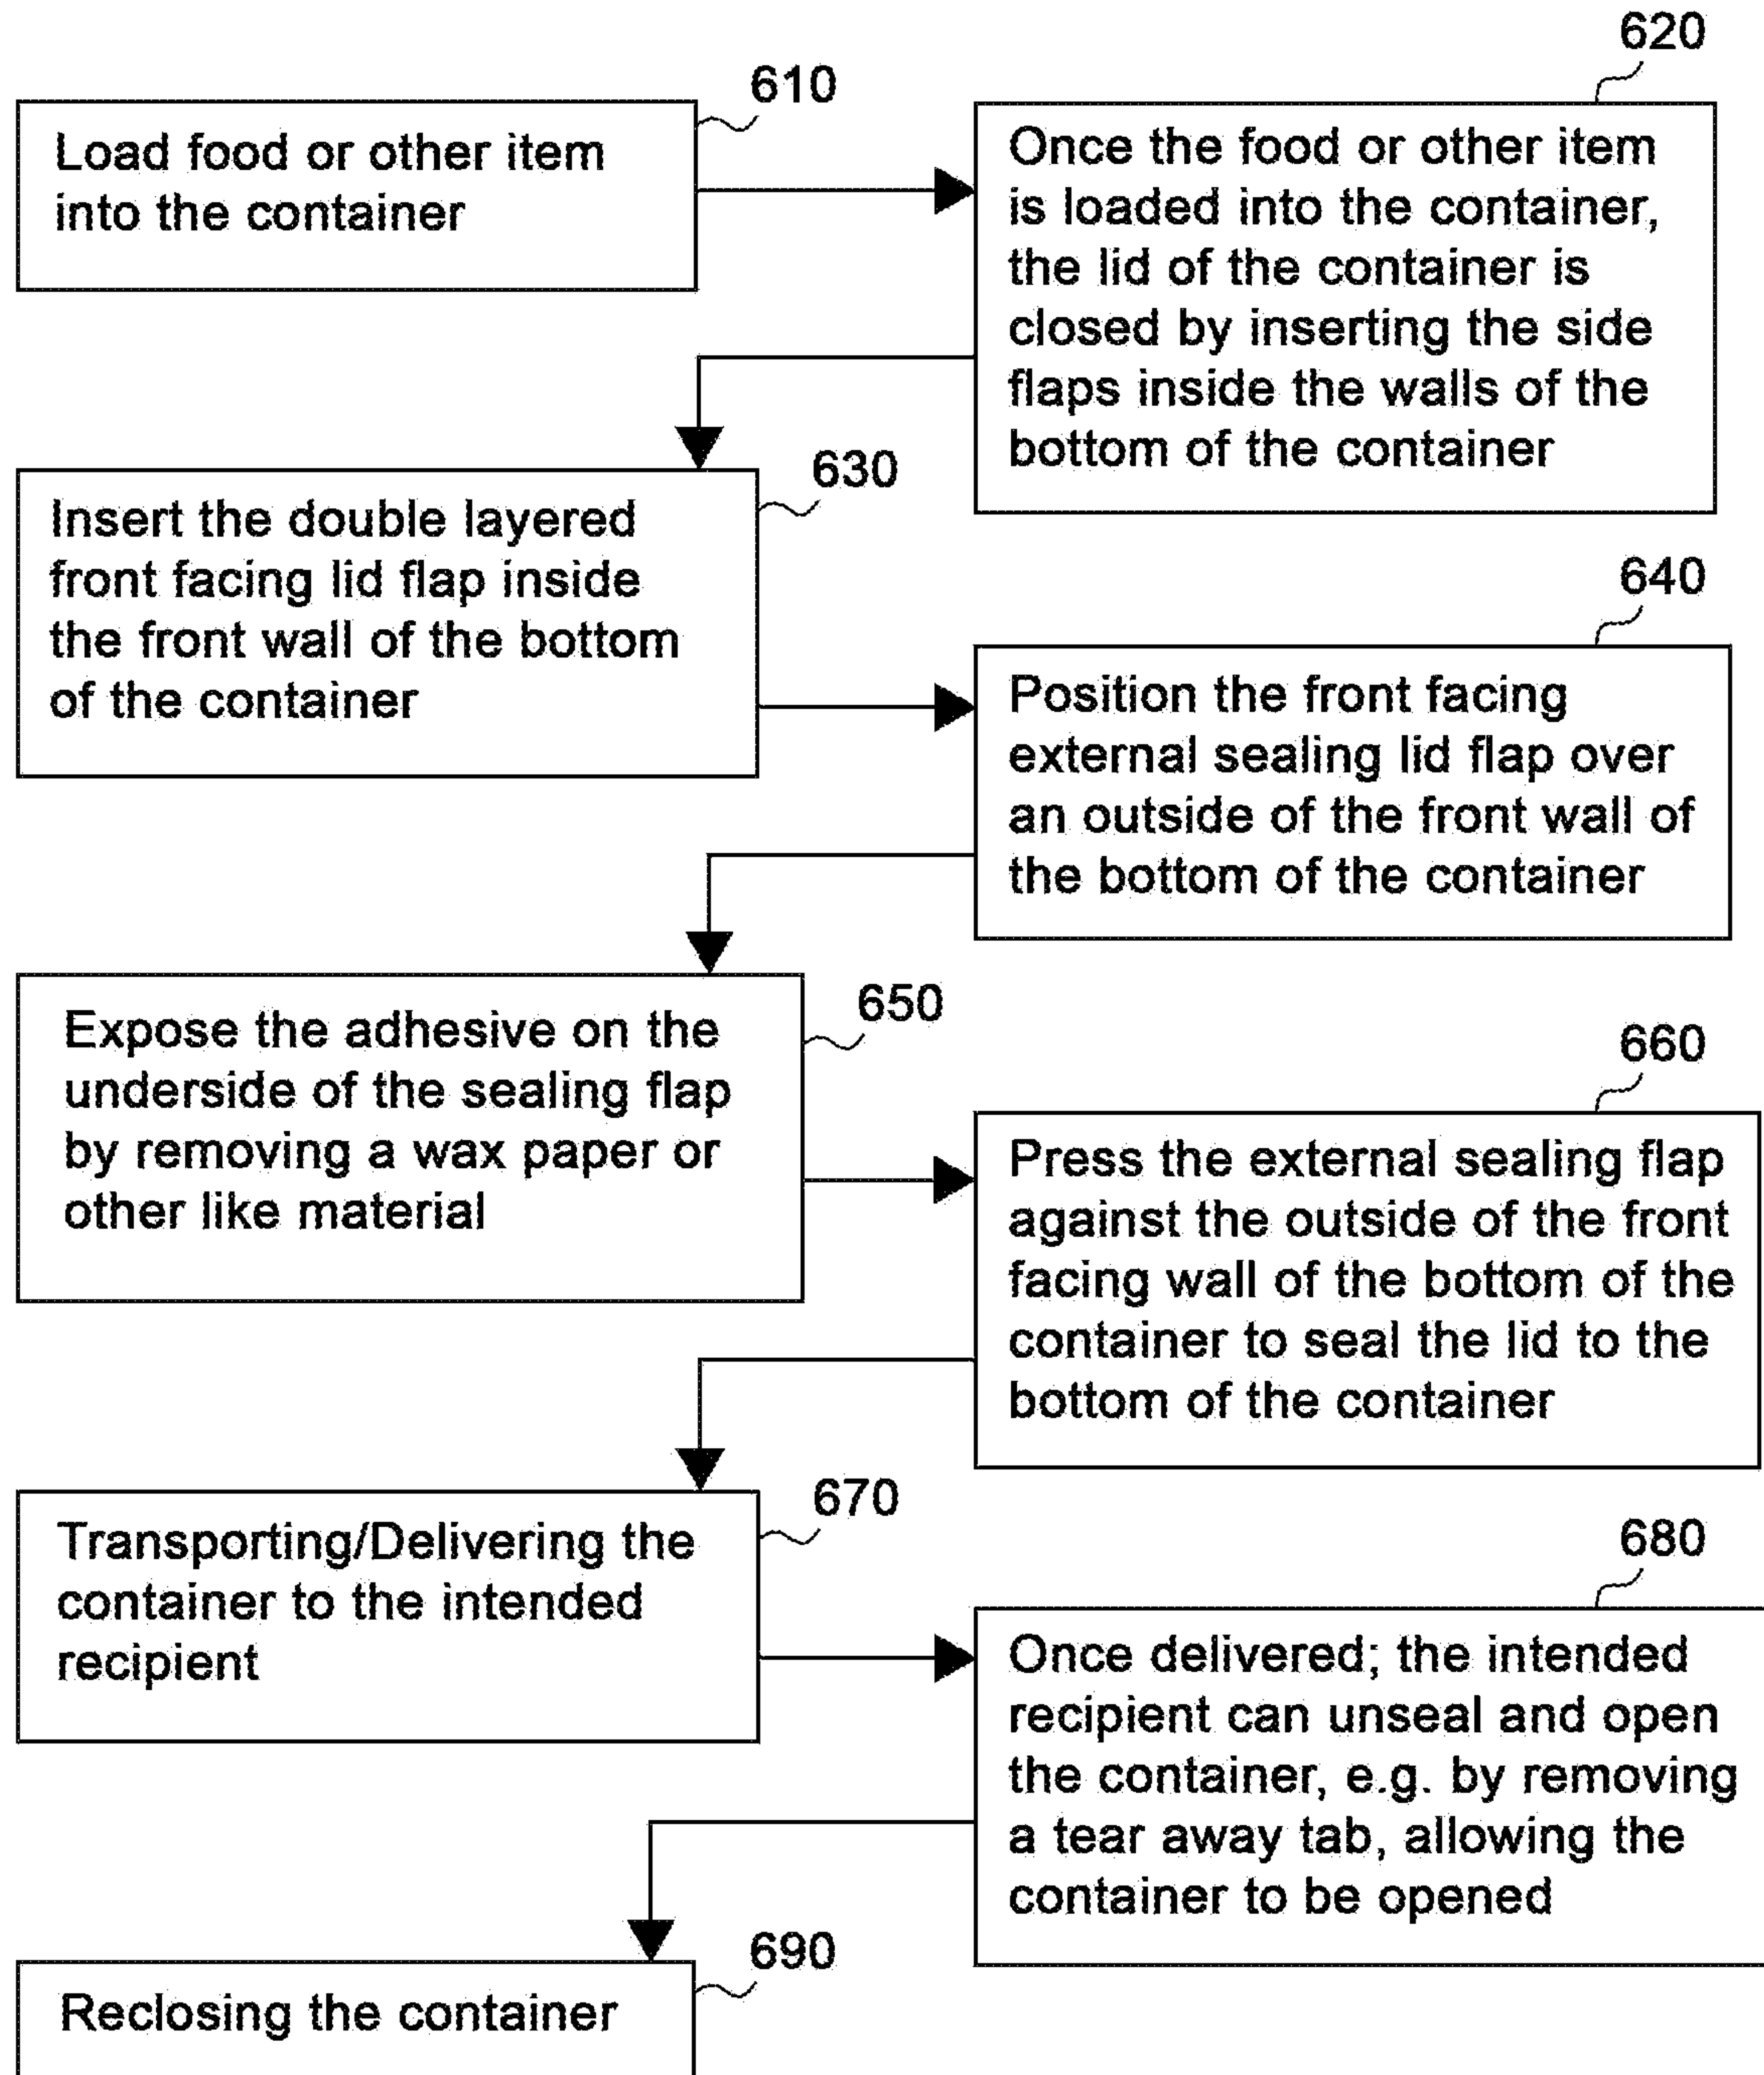 610
Load food or other item
into the container
620
Once the food or other item
is loaded into the container,
the lid of the container is
closed by inserting the side
flaps inside the walls of the
bottom of the container
630
Insert the double layered
front facing lid flap inside
the front wall of the bottom
of the container
640
Position the front facing
external sealing lid flap over
an outside of the front wall of
the bottom of the container
650
Expose the adhesive on the
underside of the sealing flap
by removing a wax paper or
other like material
660
Press the external sealing flap
against the outside of the front
facing wall of the bottom of the
container to seal the lid to the
bottom of the container
670
Transporting/Delivering the
container to the intended
recipient
680
Once delivered; the intended
recipient can unseal and open
the container, e.g. by removing
a tear away tab, allowing the
container to be opened
690
Reclosing the container